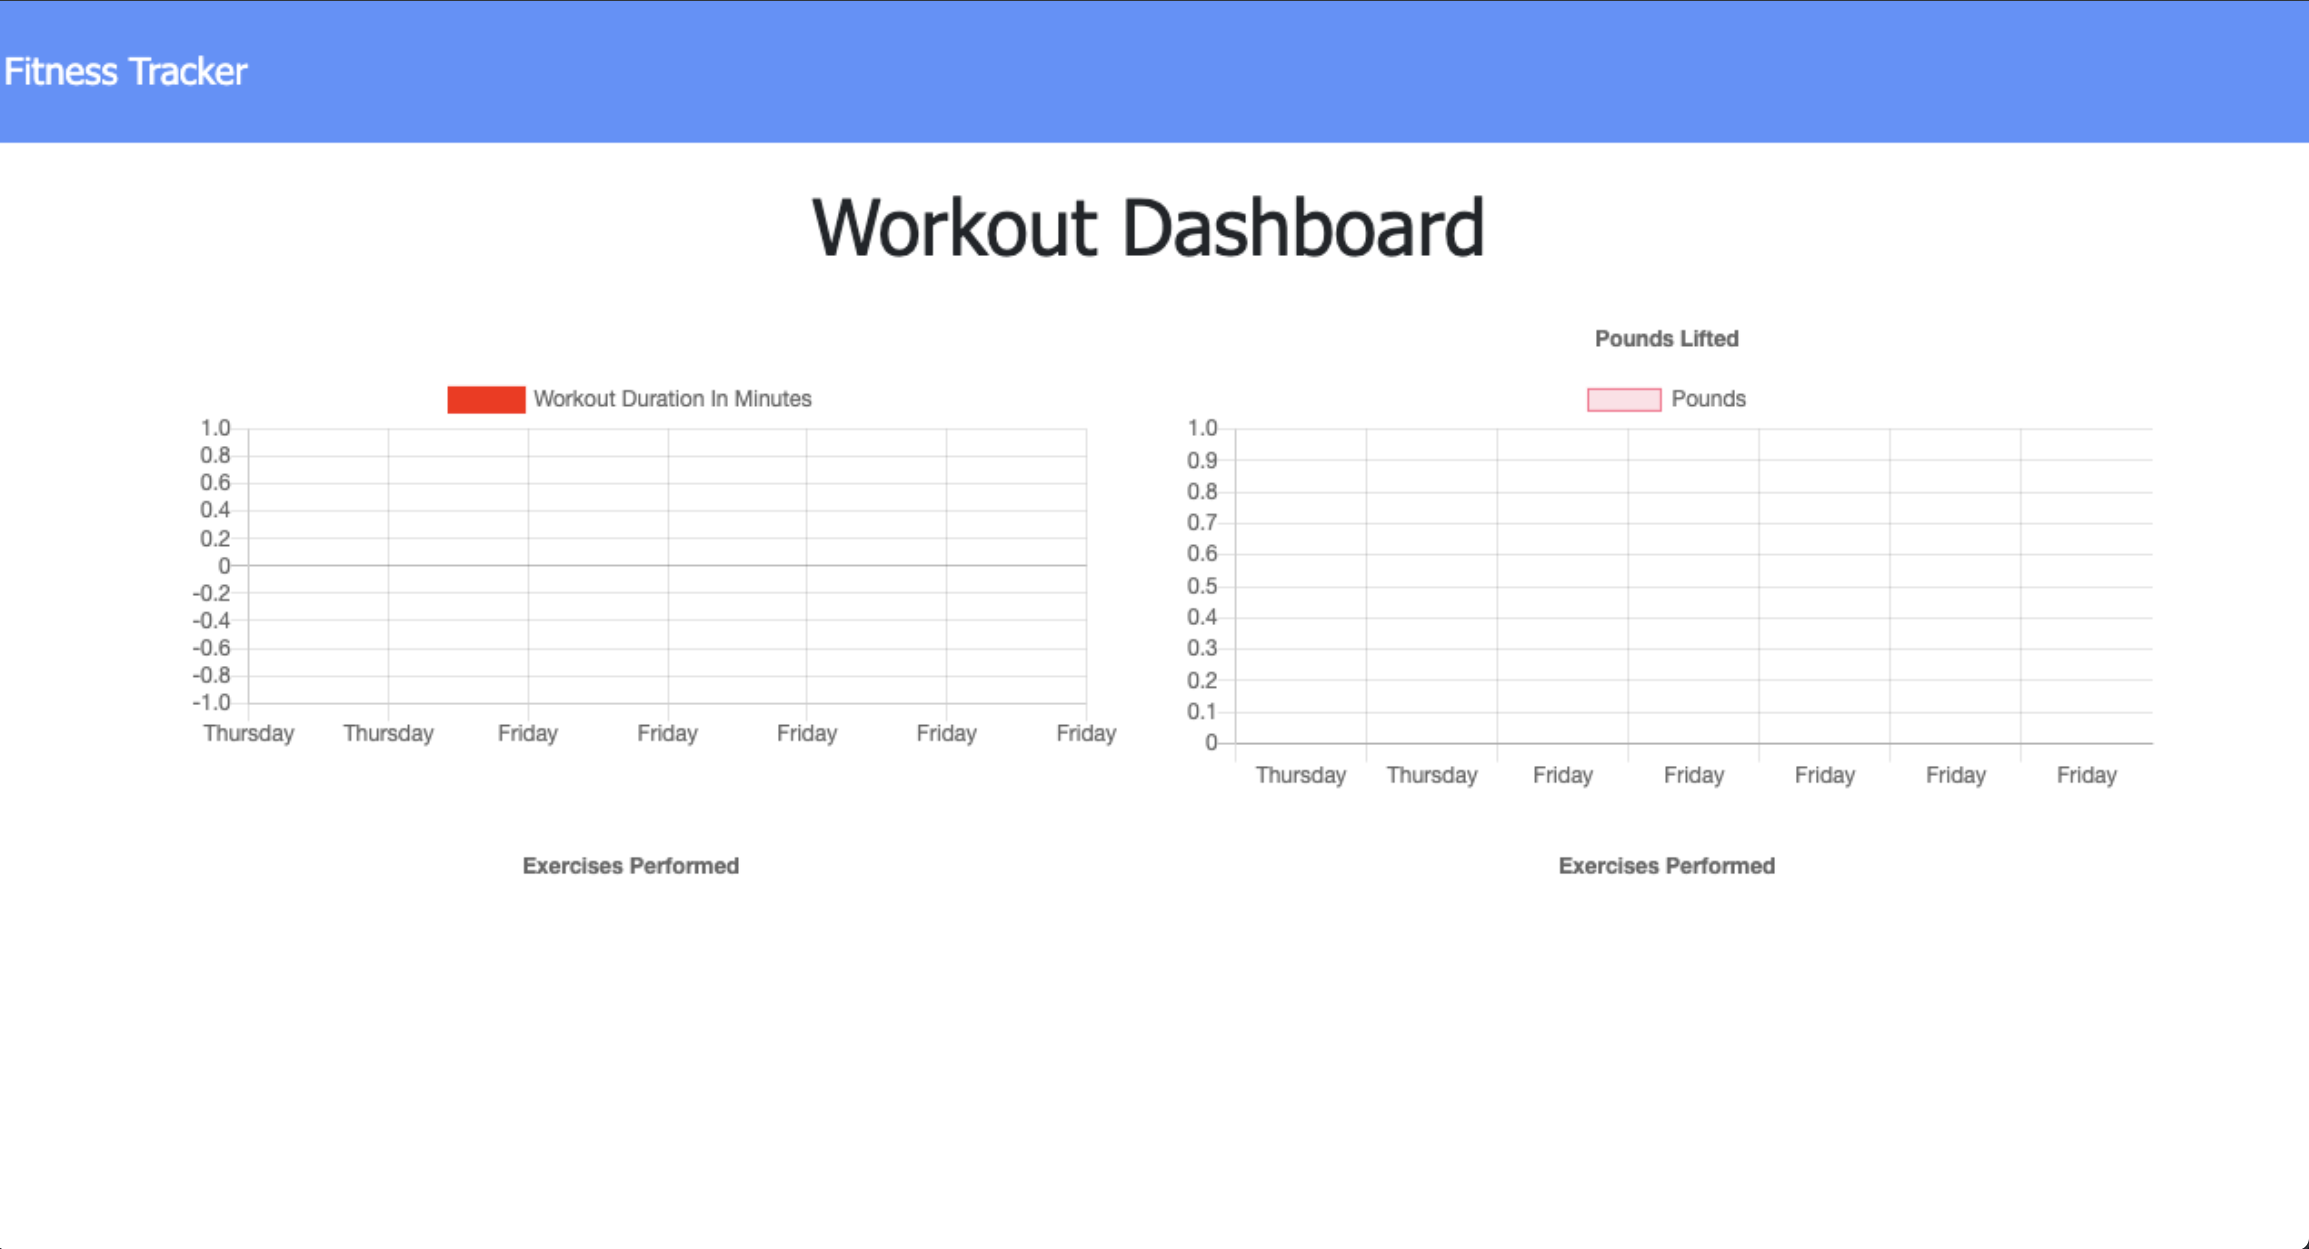 Fitness Tracker
Workout Dashboard
Workout Duration In Minutes
1.0
0.8
0.6
0.4
0.2
0
-0.2
-0.4
-0.6
-0.8
-1.0
Thursday Thursday Friday Friday Friday Friday Friday
Pounds Lifted
Pounds
1.0
0.9
0.8
0.7
0.6
0.5
0.4
0.3
0.2
0.1
0
Thursday Thursday Friday Friday Friday Friday Friday
Exercises Performed
Exercises Performed